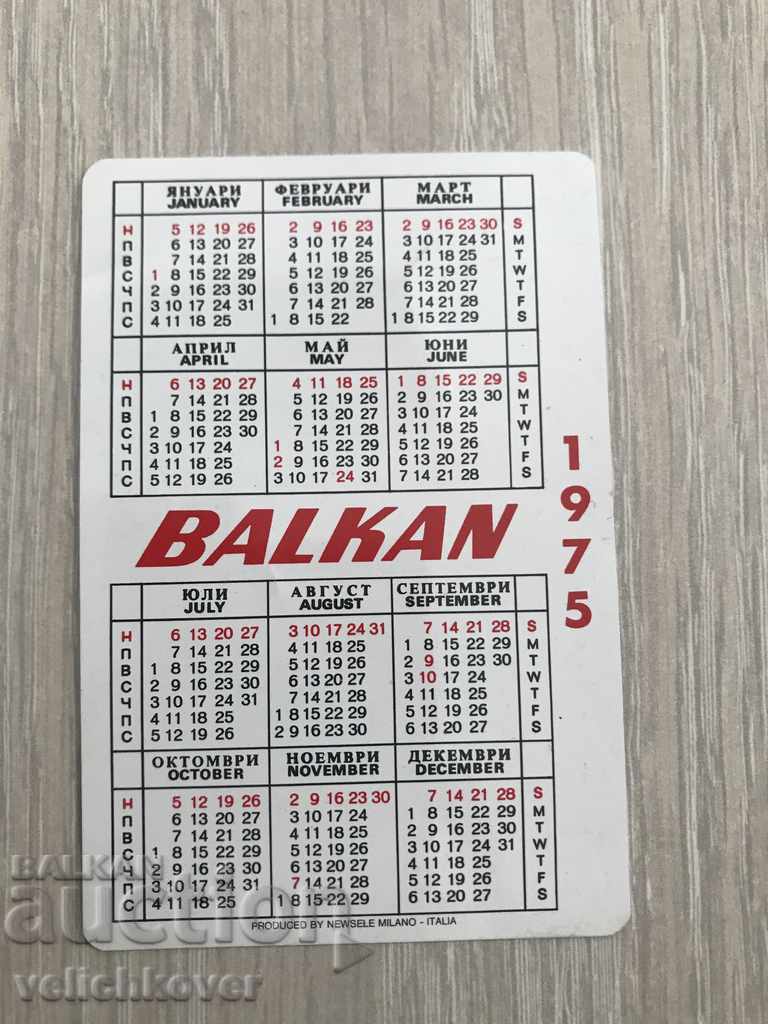 ЯНУАРИ ФЕВРУАРИ МАРТ
JANUARY FEBRUARY MARCH
Н 5 12 19 26 2 9 16 23 2 9 16 23 30 S
П 6 13 20 27 3 10 17 24 3 10 17 24 31 M
В 7 14 21 28 4 11 18 25 4 11 18 25 T
С 1 8 15 22 29 5 12 19 26 5 12 19 26 W
Ч 2 9 16 23 30 6 13 20 27 6 13 20 27 T
П 3 10 17 24 31 7 14 21 28 7 14 21 28 F
С 4 11 18 25 1 8 15 22 1 8 15 22 29 S
АПРИЛ МАЙ ЮНИ
APRIL MAY JUNE
Н 6 13 20 27 4 11 18 25 1 8 15 22 29 S
П 7 14 21 28 5 12 19 26 2 9 16 23 30 M
В 1 8 15 22 29 6 13 20 27 3 10 17 24 T
С 2 9 16 23 30 7 14 21 28 4 11 18 25 W
Ч 3 10 17 24 1 8 15 22 29 5 12 19 26 T
П 4 11 18 25 2 9 16 23 30 6 13 20 27 F
С 5 12 19 26 3 10 17 24 31 7 14 21 28 S
BALKAN
1975
ЮЛИ АВГУСТ СЕПТЕМВРИ
JULY AUGUST SEPTEMBER
Н 6 13 20 27 3 10 17 24 31 7 14 21 28 S
П 7 14 21 28 4 11 18 25 1 8 15 22 29 M
В 1 8 15 22 29 5 12 19 26 2 9 16 23 30 T
С 2 9 16 23 30 6 13 20 27 3 10 17 24 W
Ч 3 10 17 24 31 7 14 21 28 4 11 18 25 T
П 4 11 18 25 1 8 15 22 29 5 12 19 26 F
С 5 12 19 26 2 9 16 23 30 6 13 20 27 S
ОКТОМВРИ НОЕМВРИ ДЕКЕМВРИ
OCTOBER NOVEMBER DECEMBER
Н 5 12 19 26 2 9 16 23 30 7 14 21 28 S
П 6 13 20 27 3 10 17 24 1 8 15 22 29 M
В 7 14 21 28 4 11 18 25 2 9 16 23 30 T
С 1 8 15 22 29 5 12 19 26 3 10 17 24 31 W
Ч 2 9 16 23 30 6 13 20 27 4 11 18 25 T
П 3 10 17 24 31 7 14 21 28 5 12 19 26 F
С 4 11 18 25 1 8 15 22 29 6 13 20 27 S
PRODUCED BY NEWSELE MILANO - ITALIA
BALKAN
auction
velichkover